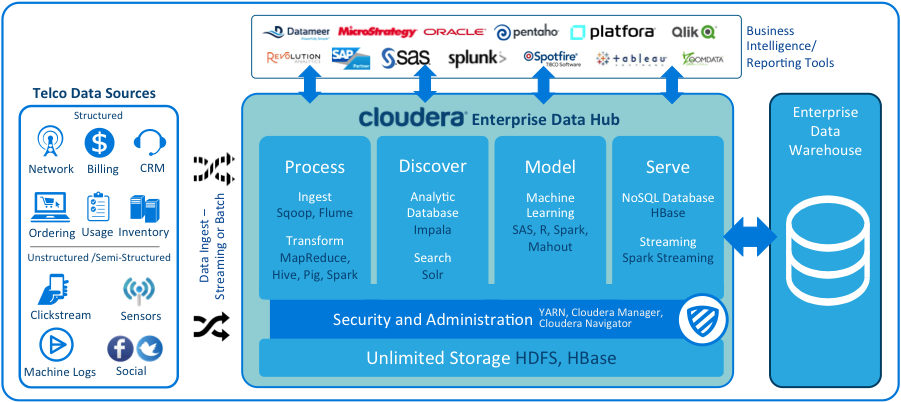 Datameer
MicroStrategy
ORACLE
pentaho
platfora
Qlik Q
REVOLUTION
ANALYTICS
SAP
Partner
SAS
splunk>
Spotfire
TIBCO Software
tableau
SOFTWARE
ZOOMDATA
Business
Intelligence/
Reporting Tools
Telco Data Sources
Structured
Network
Billing
CRM
Ordering
Usage
Inventory
Unstructured /Semi-Structured
Clickstream
Sensors
Machine Logs
Social
Data Ingest –
Streaming or Batch
cloudera Enterprise Data Hub
Process
Ingest
Sqoop, Flume
Transform
MapReduce,
Hive, Pig, Spark
Discover
Analytic
Database
Impala
Search
Solr
Model
Machine
Learning
SAS, R, Spark,
Mahout
Serve
NoSQL Database
HBase
Streaming
Spark Streaming
Security and Administration YARN, Cloudera Manager,
Cloudera Navigator
Unlimited Storage HDFS, HBase
Enterprise
Data
Warehouse